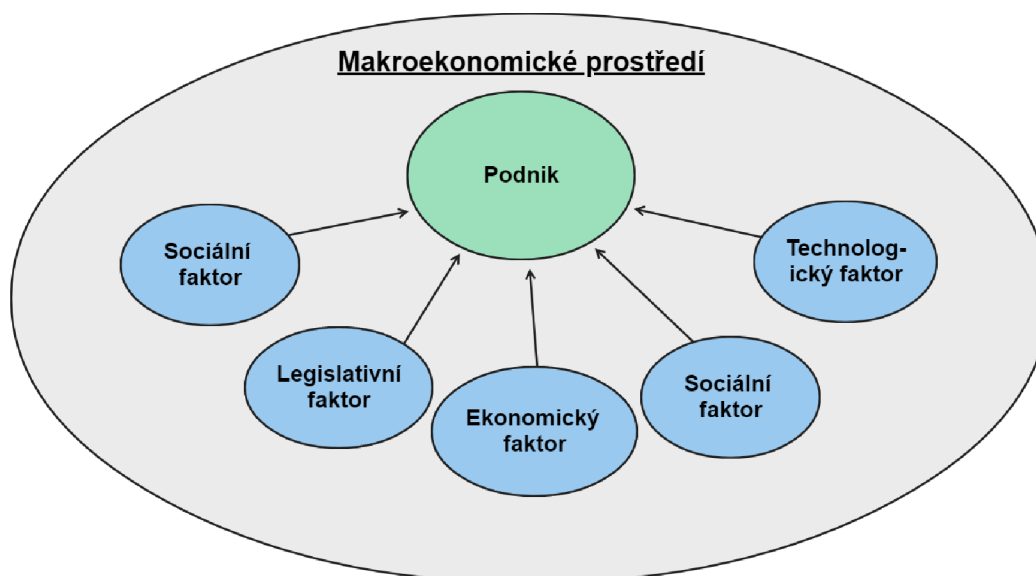 Makroekonomické prostředí
Podnik
Sociální
faktor
Technolog-
ický faktor
Legislativní
faktor
Ekonomický
faktor
Sociální
faktor